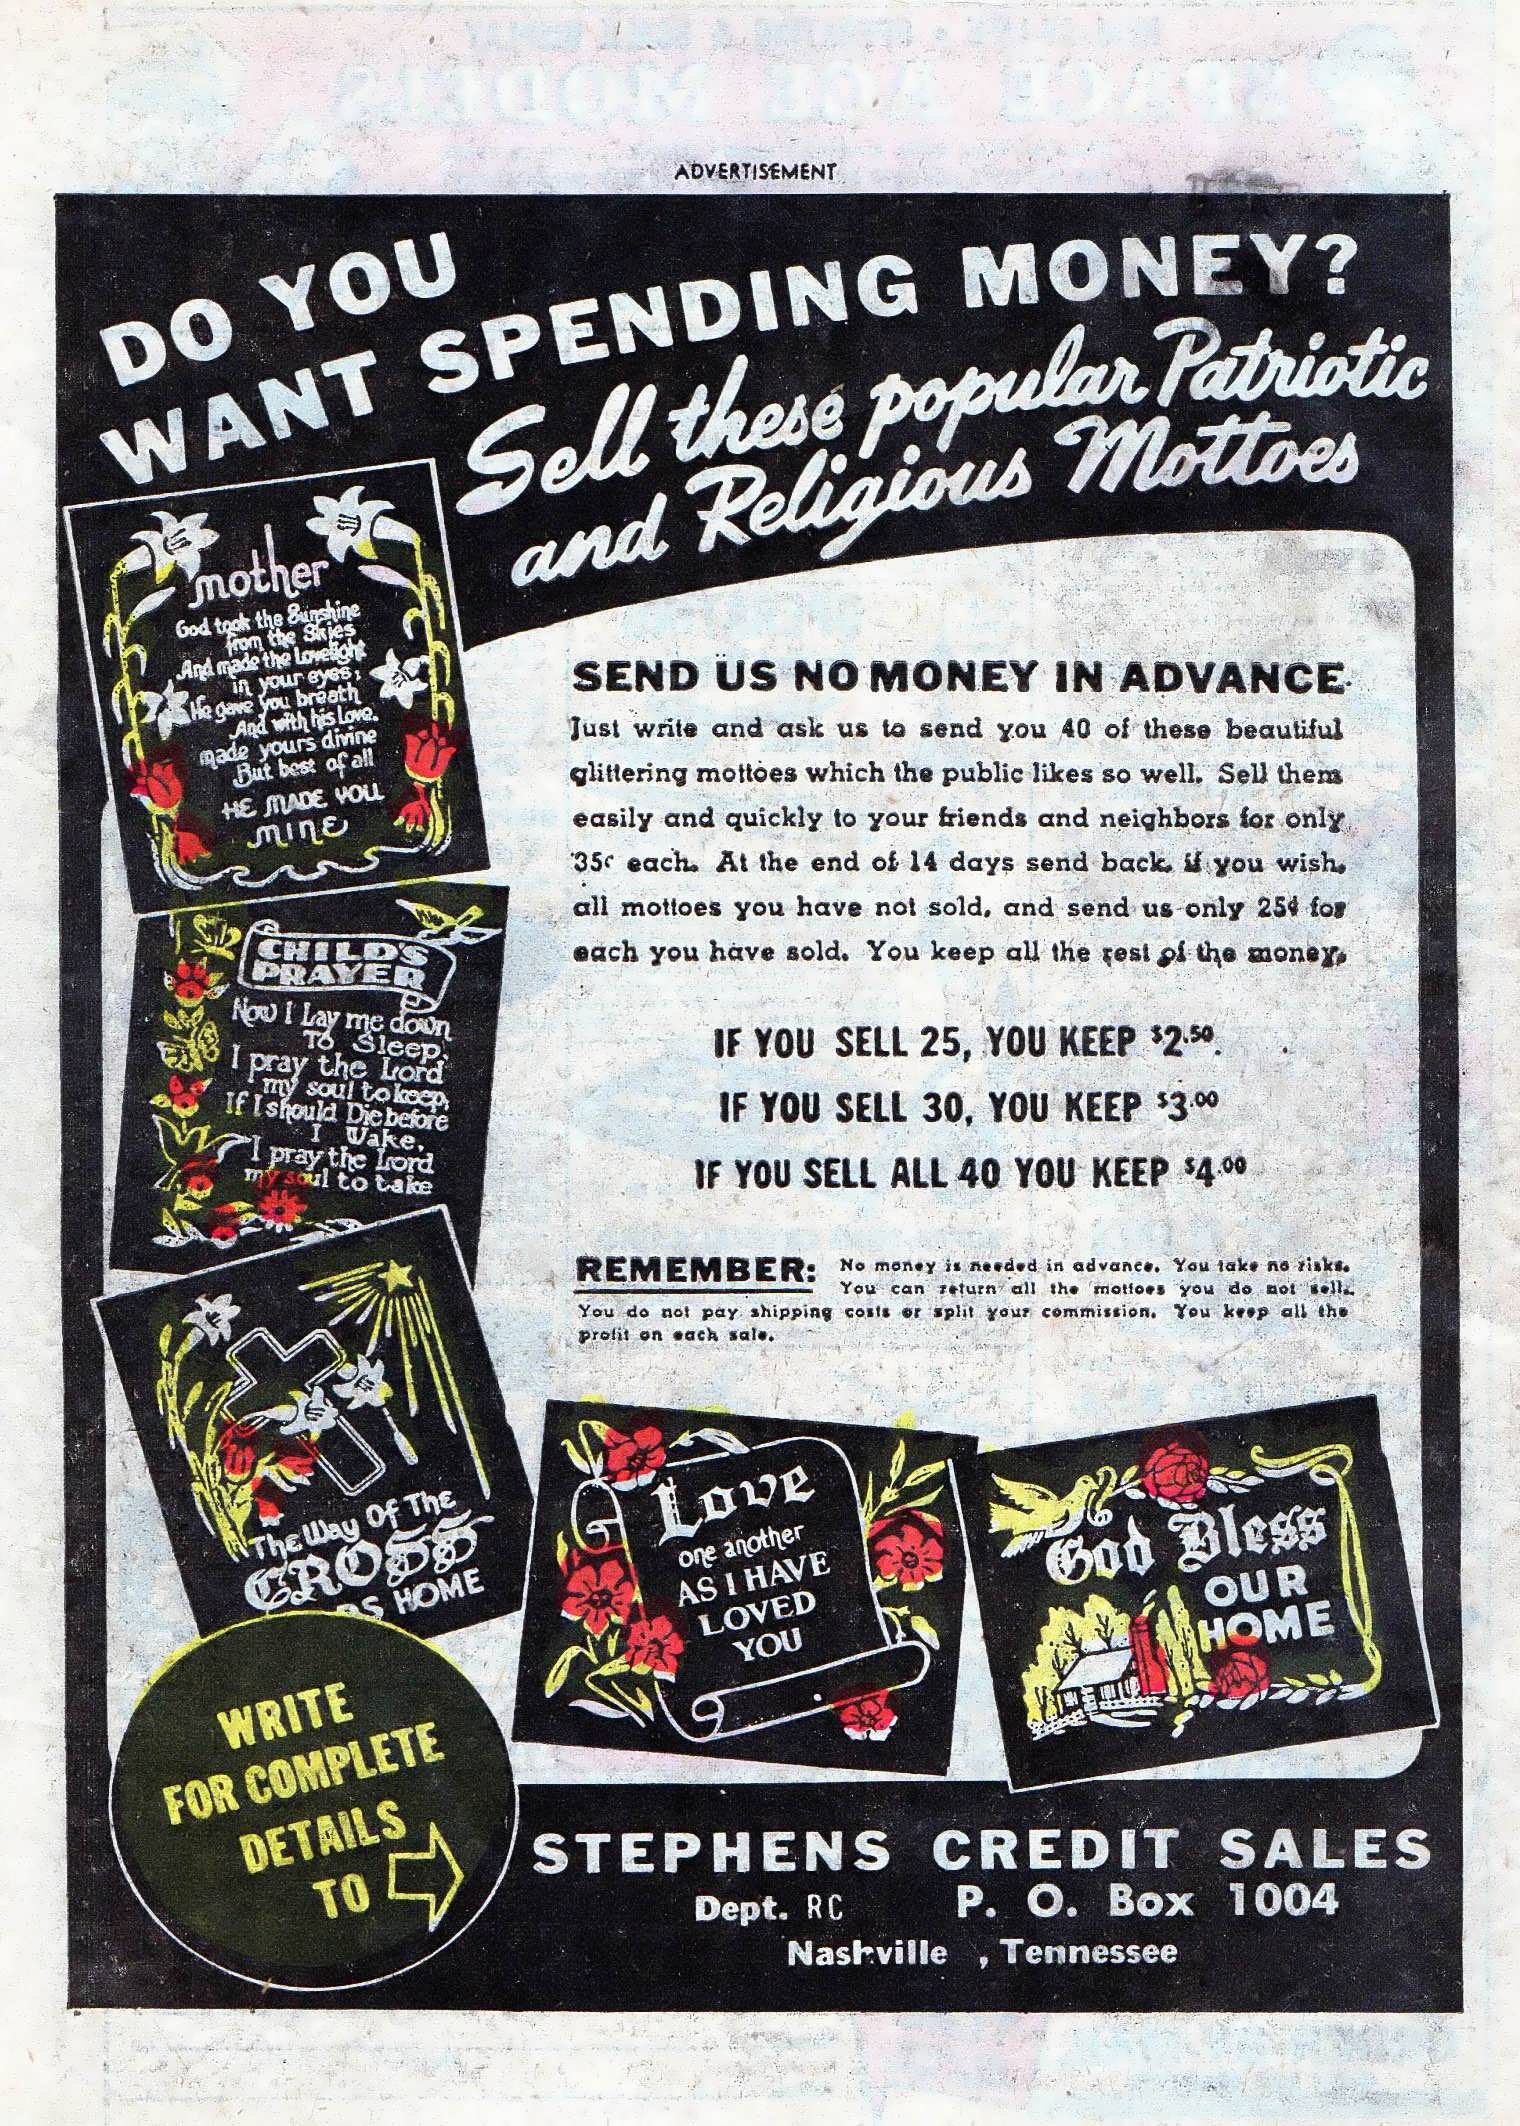 SPACE AGE MODELS
ADVERTISEMENT
DO YOU
WANT SPENDING MONEY?
Sell these popular Patriotic
and Religious Mottoes
mother
God took the Sunshine
from the Skies
And made the Lovelight
in your eyes;
He gave you breath
And with his Love.
made yours divine
But best of all
HE MADE YOU
MINE
CHILD'S
PRAYER
Now I Lay me down
To Sleep.
I pray the Lord
my soul to keep,
If I should Die before
I Wake.
I pray the Lord
my soul to take
The Way Of The
CROSS
DS HOME
SEND US NO MONEY IN ADVANCE.
Just write and ask us to send you 40 of these beautiful
glittering mottoes which the public likes so well. Sell them
easily and quickly to your friends and neighbors for only
35¢ each. At the end of 14 days send back, if you wish,
all mottoes you have not sold, and send us only 25¢ for
each you have sold. You keep all the rest of the money.
IF YOU SELL 25, YOU KEEP $2.50.
IF YOU SELL 30, YOU KEEP $3.00
IF YOU SELL ALL 40 YOU KEEP $4.00
REMEMBER: No money is needed in advance. You take no risks.
You can return all the mottoes you do not sell.
You do not pay shipping costs or split your commission. You keep all the
profit on each sale.
Love
one another
AS I HAVE
LOVED
YOU
God Bless
OUR
HOME
WRITE
FOR COMPLETE
DETAILS
TO
STEPHENS CREDIT SALES
Dept. RC P. O. Box 1004
Nashville , Tennessee